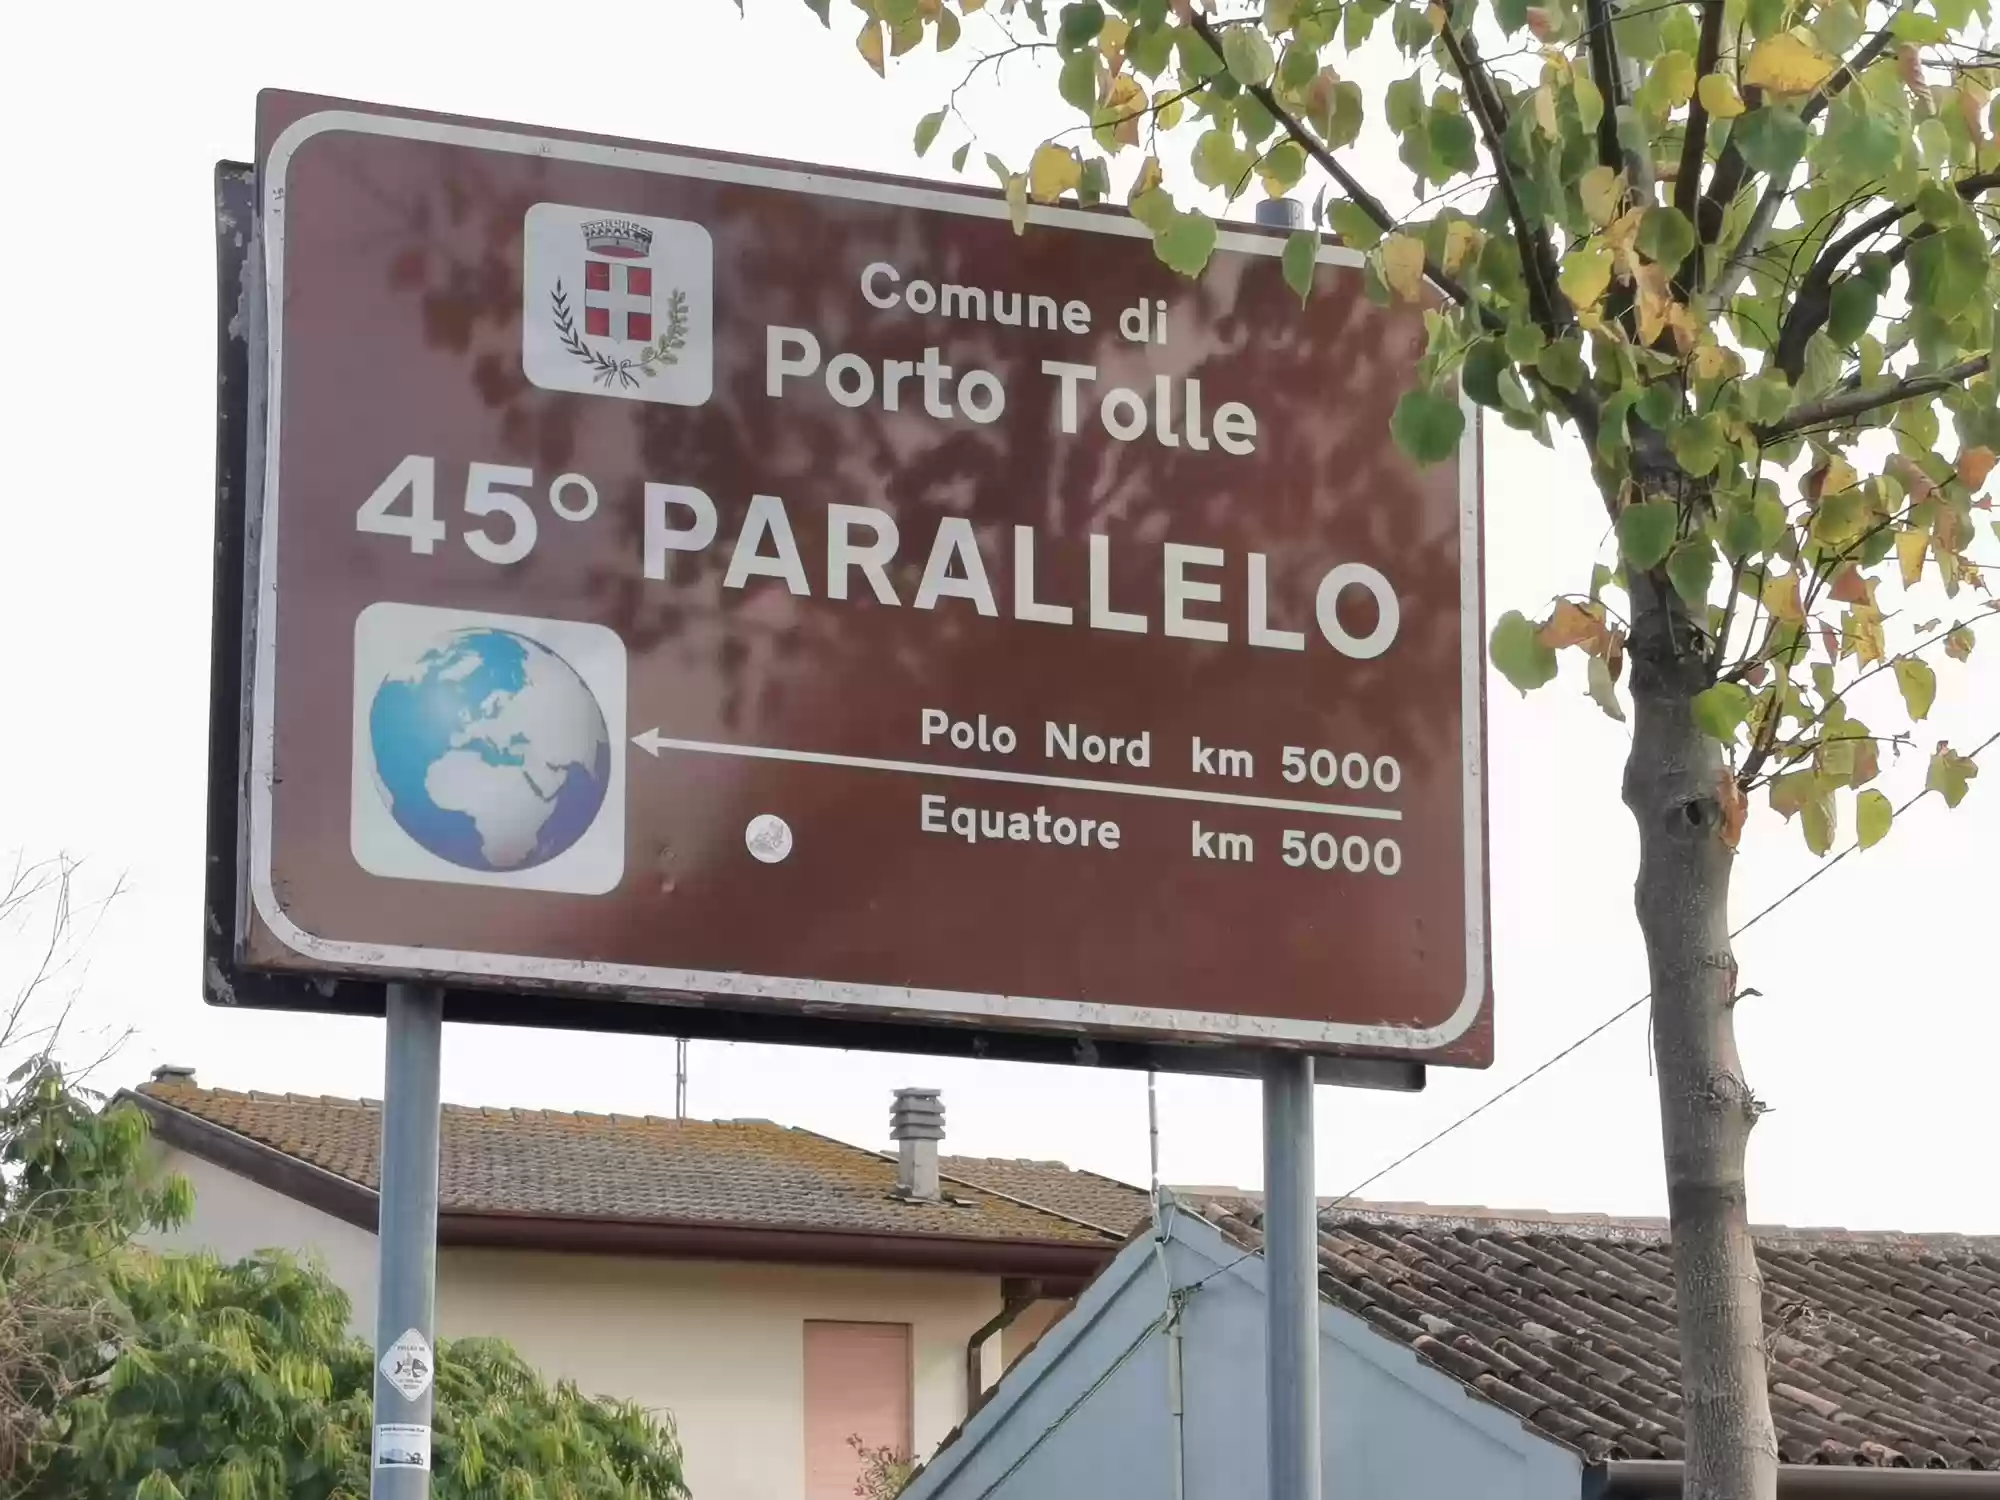 Comune di
Porto Tolle
45° PARALLELO
Polo Nord km 5000
Equatore km 5000